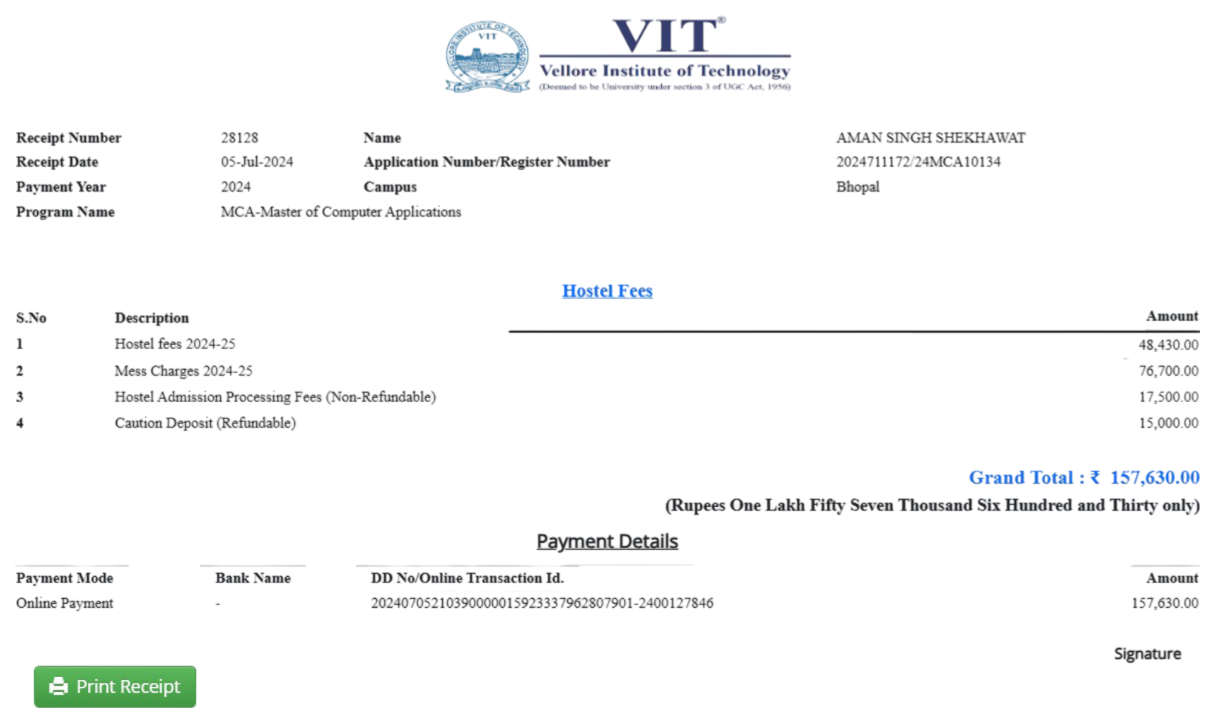 VELLORE INSTITUTE OF TECHNOLOGY
VIT
VIT®
Vellore Institute of Technology
(Deemed to be University under section 3 of UGC Act, 1956)
Receipt Number 28128 Name AMAN SINGH SHEKHAWAT
Receipt Date 05-Jul-2024 Application Number/Register Number 2024711172/24MCA10134
Payment Year 2024 Campus Bhopal
Program Name MCA-Master of Computer Applications
Hostel Fees
S.No Description Amount
1 Hostel fees 2024-25 48,430.00
2 Mess Charges 2024-25 76,700.00
3 Hostel Admission Processing Fees (Non-Refundable) 17,500.00
4 Caution Deposit (Refundable) 15,000.00
Grand Total : ₹ 157,630.00
(Rupees One Lakh Fifty Seven Thousand Six Hundred and Thirty only)
Payment Details
Payment Mode Bank Name DD No/Online Transaction Id. Amount
Online Payment - 20240705210390000015923337962807901-2400127846 157,630.00
Signature
Print Receipt